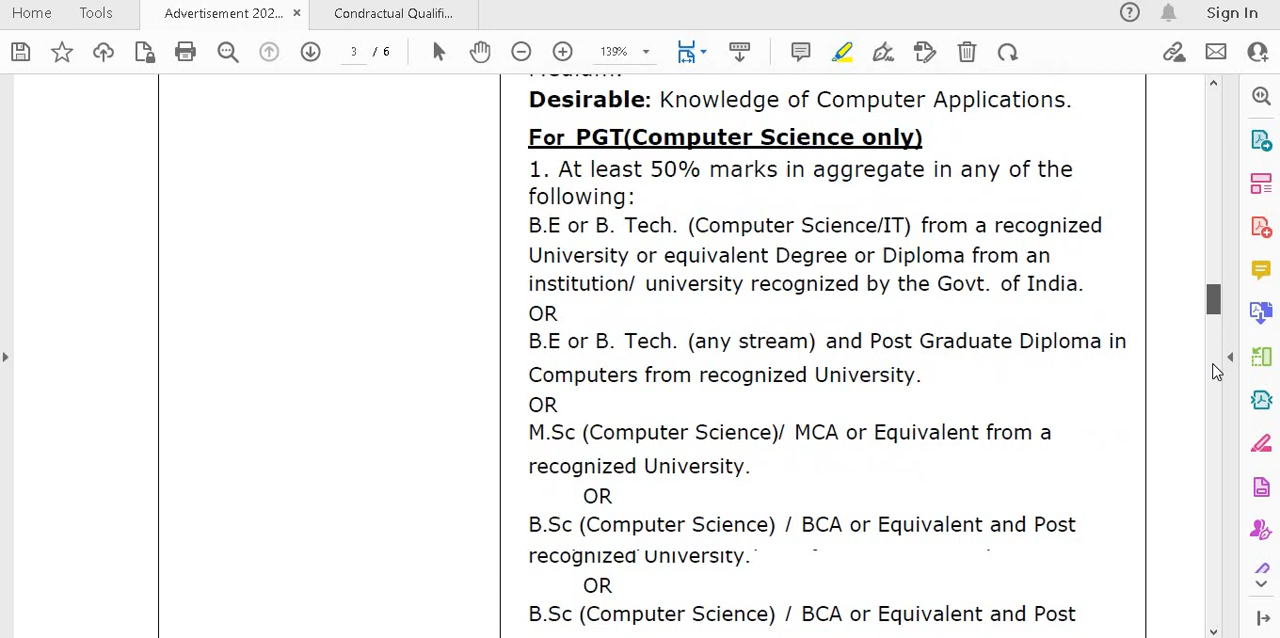 Home Tools Advertisement 202... × Condractual Qualifi... Sign In
3 / 6 139%
Medium.
Desirable: Knowledge of Computer Applications.
For PGT(Computer Science only)
1. At least 50% marks in aggregate in any of the
following:
B.E or B. Tech. (Computer Science/IT) from a recognized
University or equivalent Degree or Diploma from an
institution/ university recognized by the Govt. of India.
OR
B.E or B. Tech. (any stream) and Post Graduate Diploma in
Computers from recognized University.
OR
M.Sc (Computer Science)/ MCA or Equivalent from a
recognized University.
OR
B.Sc (Computer Science) / BCA or Equivalent and Post
recognized University.
OR
B.Sc (Computer Science) / BCA or Equivalent and Post